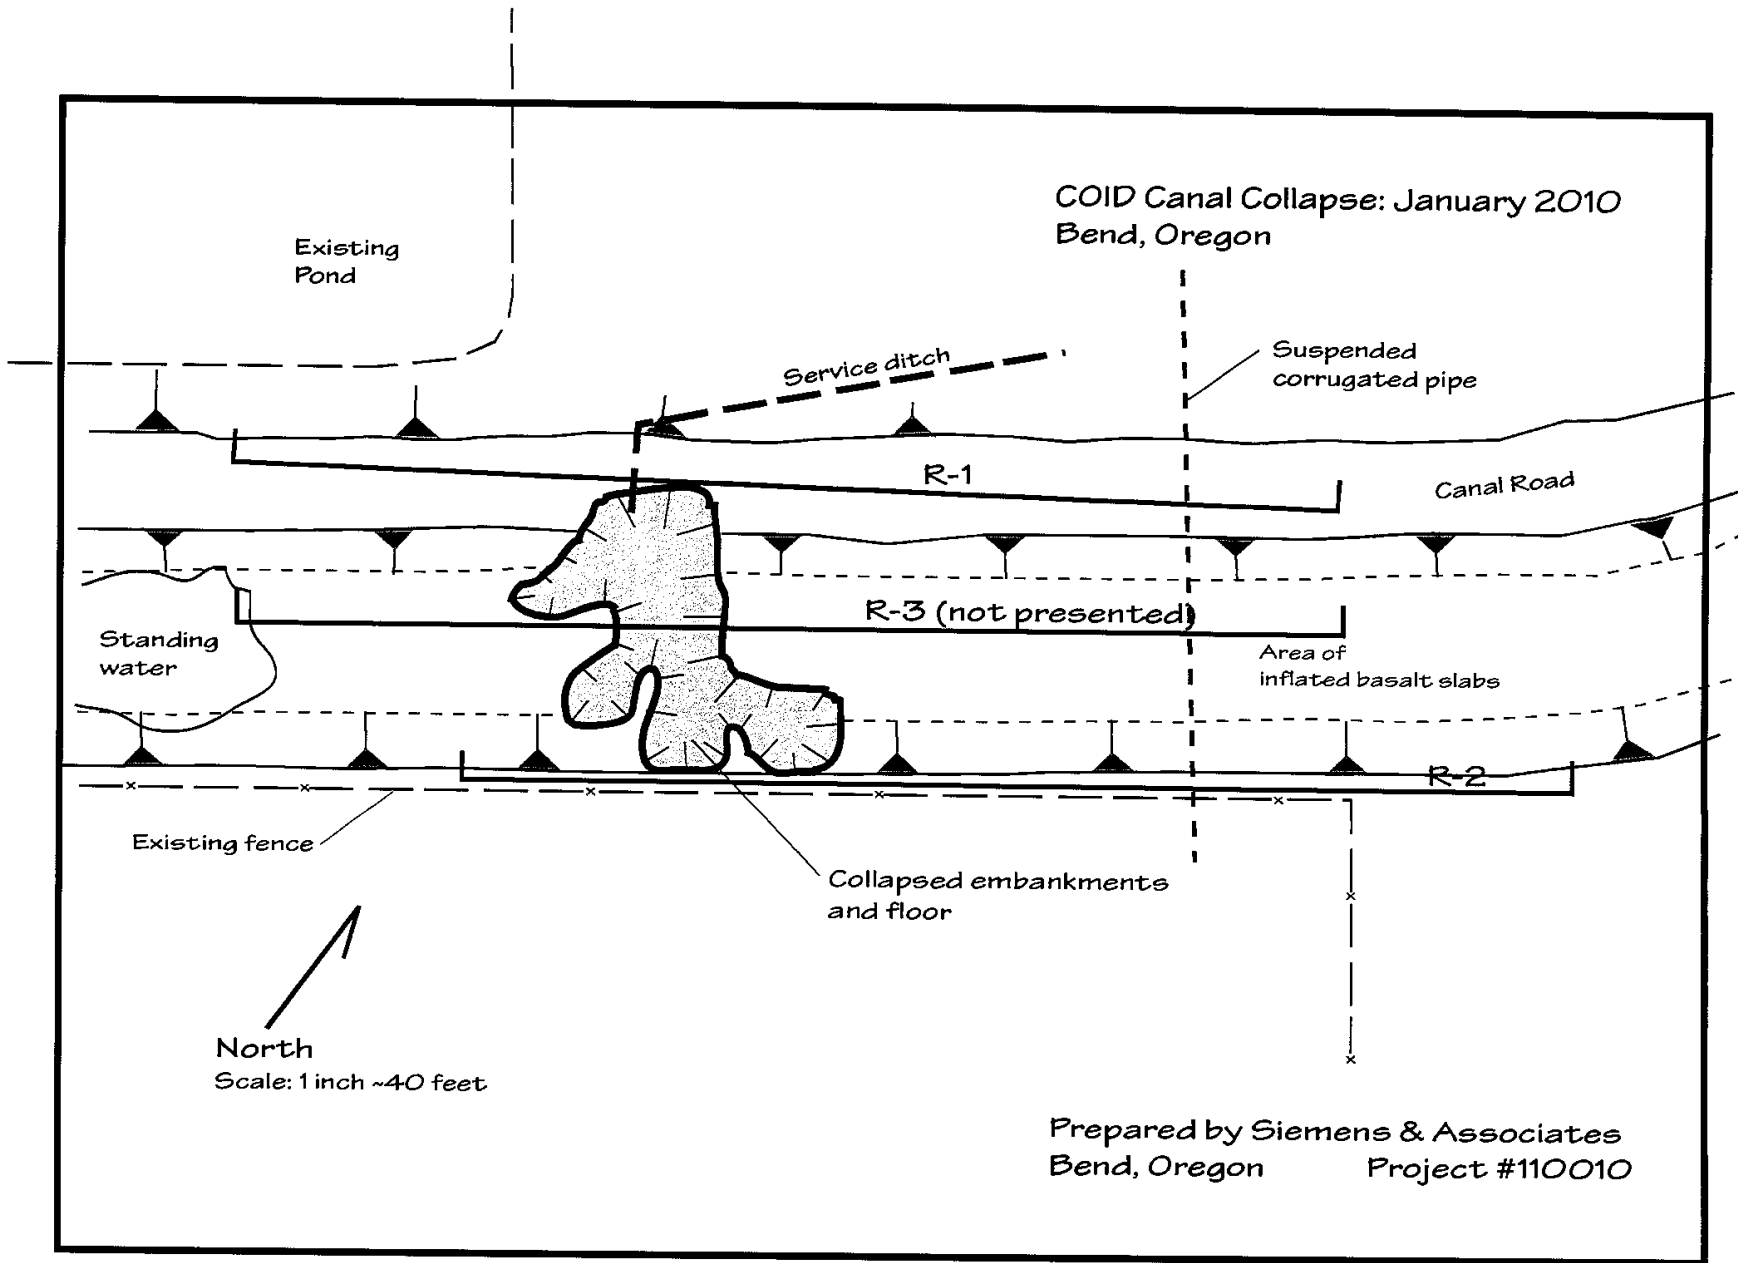 COID Canal Collapse: January 2010
Bend, Oregon
Existing
Pond
Service ditch
Suspended
corrugated pipe
R-1
Canal Road
R-3 (not presented)
Standing
water
Area of
inflated basalt slabs
R-2
Existing fence
Collapsed embankments
and floor
North
Scale: 1 inch ~40 feet
Prepared by Siemens & Associates
Bend, Oregon Project #110010